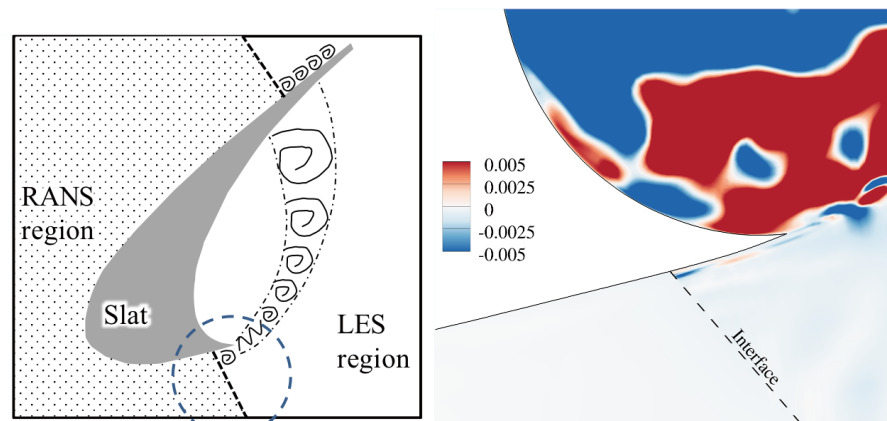 RANS
region
Slat
LES
region
0.005
0.0025
0
-0.0025
-0.005
Interface